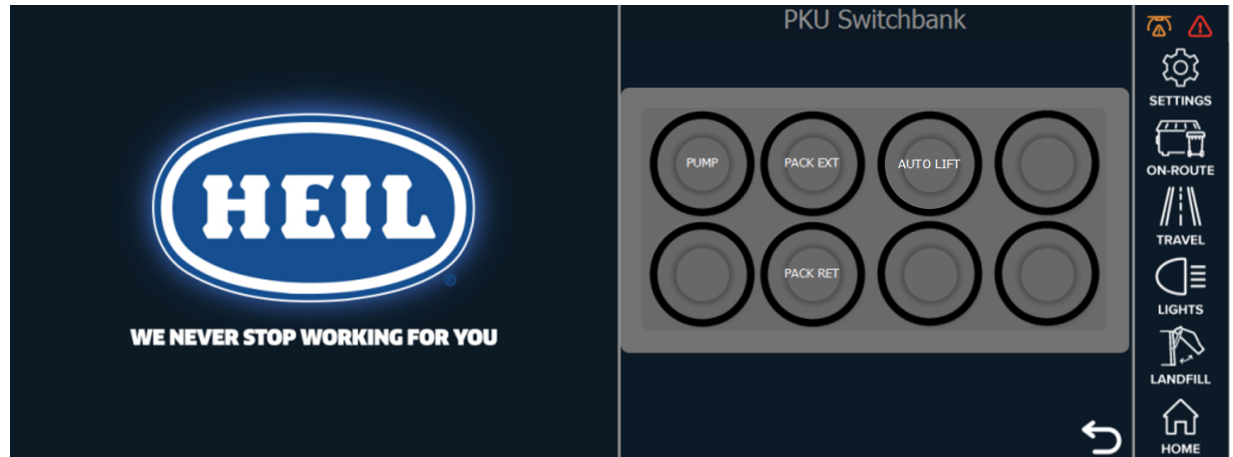 HEIL
®
WE NEVER STOP WORKING FOR YOU
PKU Switchbank
PUMP
PACK EXT
AUTO LIFT
PACK RET
SETTINGS
ON-ROUTE
TRAVEL
LIGHTS
LANDFILL
HOME